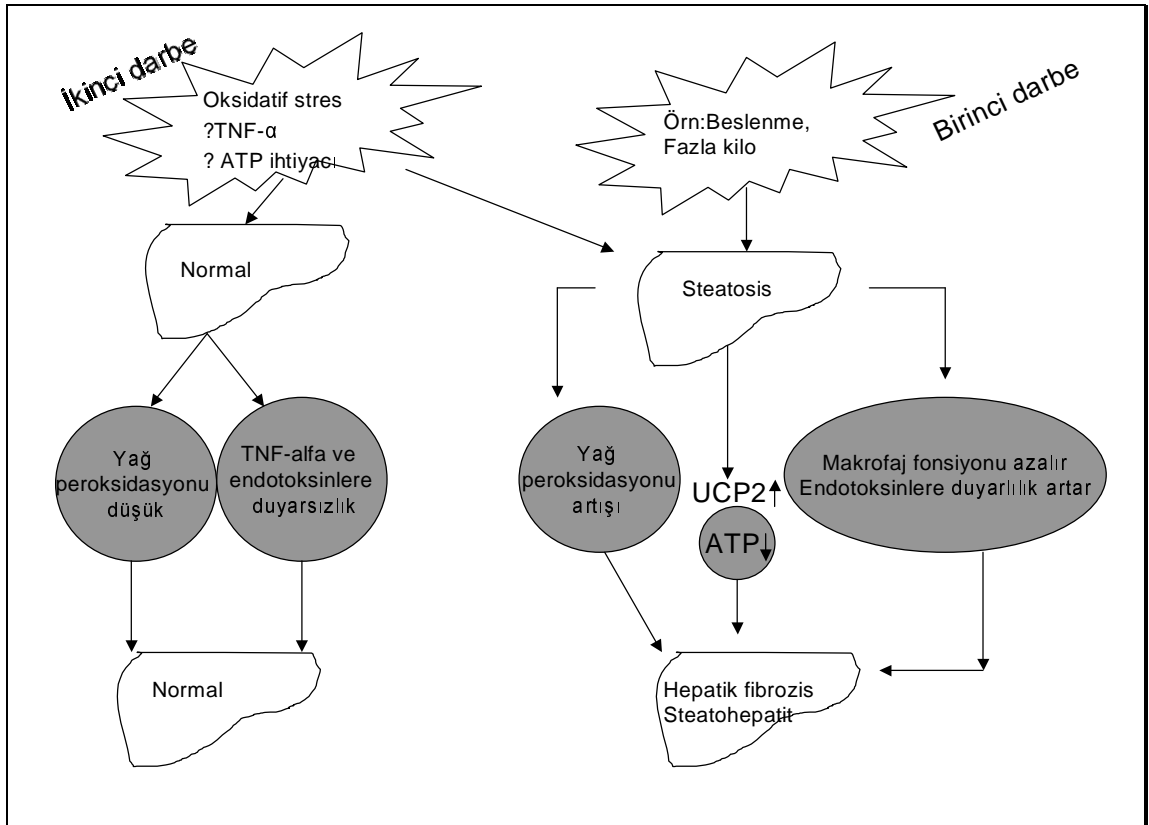 İkinci darbe
Oksidatif stres
?TNF-α
? ATP ihtiyacı
Örn:Beslenme,
Fazla kilo
Birinci darbe
Normal
Steatosis
Yağ
peroksidasyonu
düşük
TNF-alfa ve
endotoksinlere
duyarsızlık
Yağ
peroksidasyonu
artışı
UCP2
ATP
Makrofaj fonsiyonu azalır
Endotoksinlere duyarlılık artar
Normal
Hepatik fibrozis
Steatohepatit